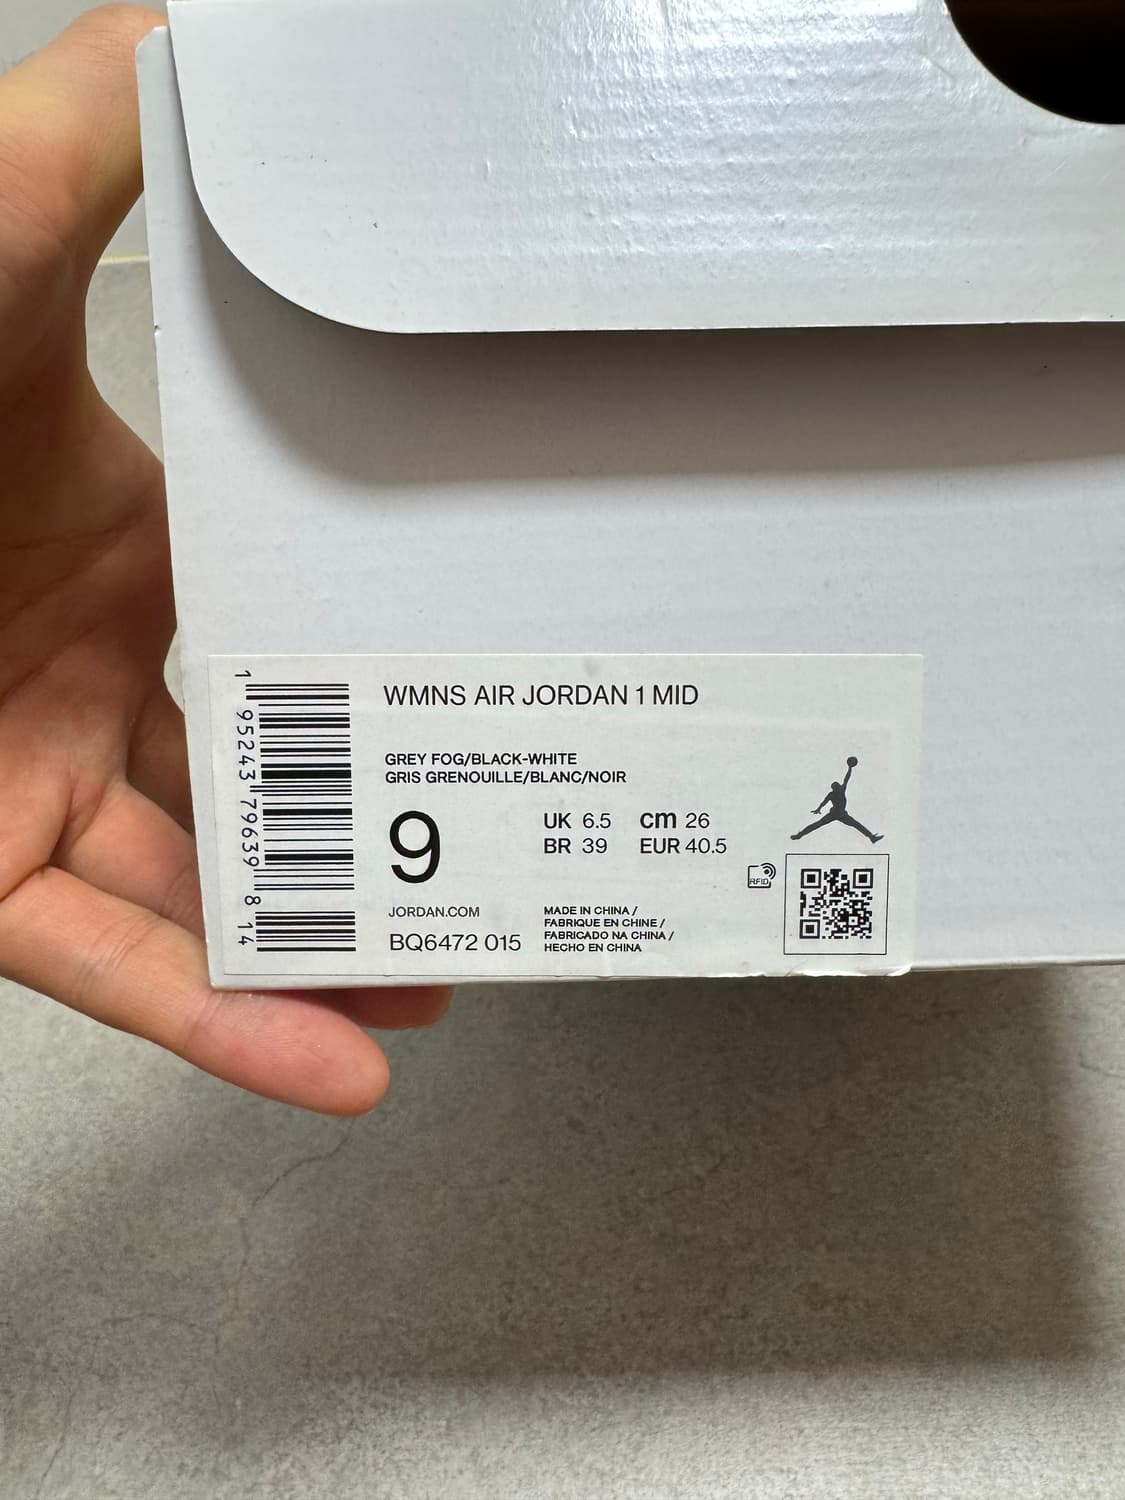 WMNS AIR JORDAN 1 MID
GREY FOG/BLACK-WHITE
GRIS GRENOUILLE/BLANC/NOIR
9
UK 6.5 cm 26
BR 39 EUR 40.5
RFID
JORDAN.COM
BQ6472 015
MADE IN CHINA /
FABRIQUE EN CHINE /
FABRICADO NA CHINA /
HECHO EN CHINA
1 95243 79639 8 14